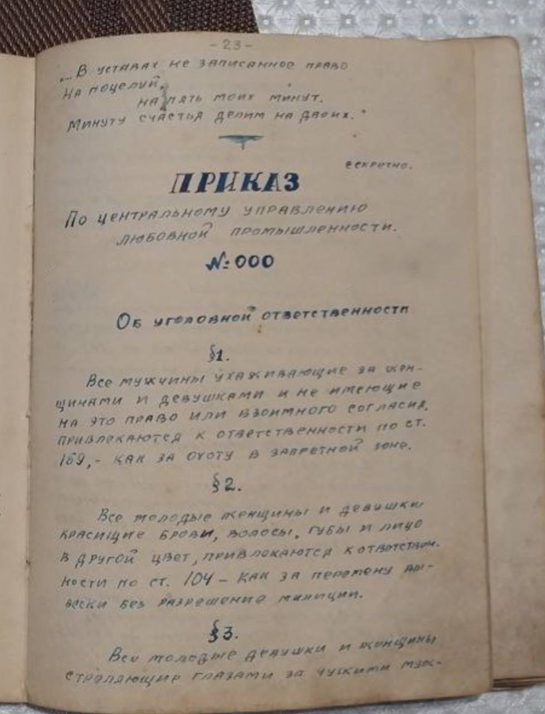 - 23 -
„... В уставах не записанное право
На поцелуй,
на пять моих минут.
Минуту счастья делим на двоих."
секретно.
ПРИКАЗ
По центральному управлению
любовной промышленности.
№ 000
Об уголовной ответственности
§1.
Все мужчины ухаживающие за жен-
щинами и девушками и не имеющие
на это право или взоимного согласия,
привлекаются к ответственности по ст.
169,- как за охоту в запретной зоне.
§2.
Все молодые женщины и девушки
красищие брови, волосы, губы и лицо
в другой цвет, привлокаются к ответствен-
ности по ст. 104 - как за перемену вы-
вески без разрешения милиции.
§3.
Все молодые девушки и женщины
стреляющие глазами за чужими муж-